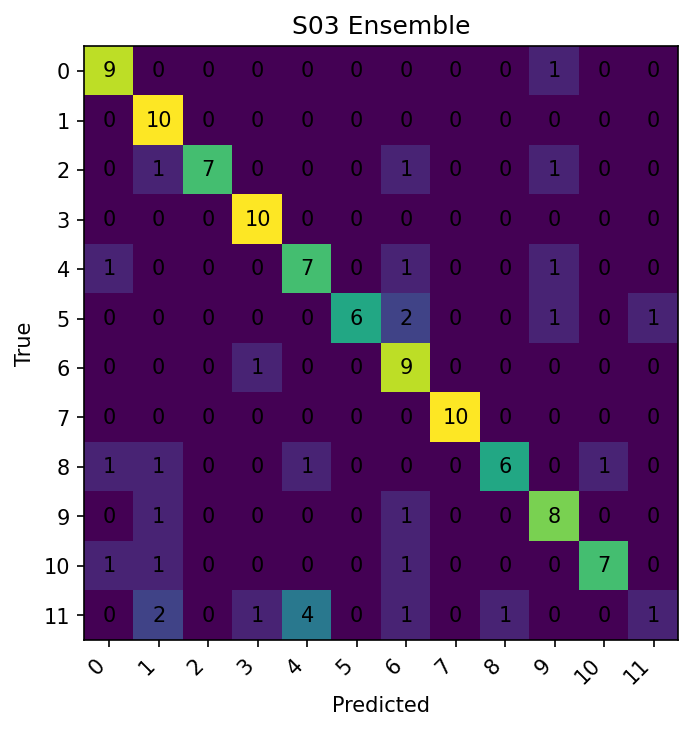 S03 Ensemble
True
0 9 0 0 0 0 0 0 0 0 1 0 0
1 0 10 0 0 0 0 0 0 0 0 0 0
2 0 1 7 0 0 0 1 0 0 1 0 0
3 0 0 0 10 0 0 0 0 0 0 0 0
4 1 0 0 0 7 0 1 0 0 1 0 0
5 0 0 0 0 0 6 2 0 0 1 0 1
6 0 0 0 1 0 0 9 0 0 0 0 0
7 0 0 0 0 0 0 0 10 0 0 0 0
8 1 1 0 0 1 0 0 0 6 0 1 0
9 0 1 0 0 0 0 1 0 0 8 0 0
10 1 1 0 0 0 0 1 0 0 0 7 0
11 0 2 0 1 4 0 1 0 1 0 0 1
0 1 2 3 4 5 6 7 8 9 10 11
Predicted